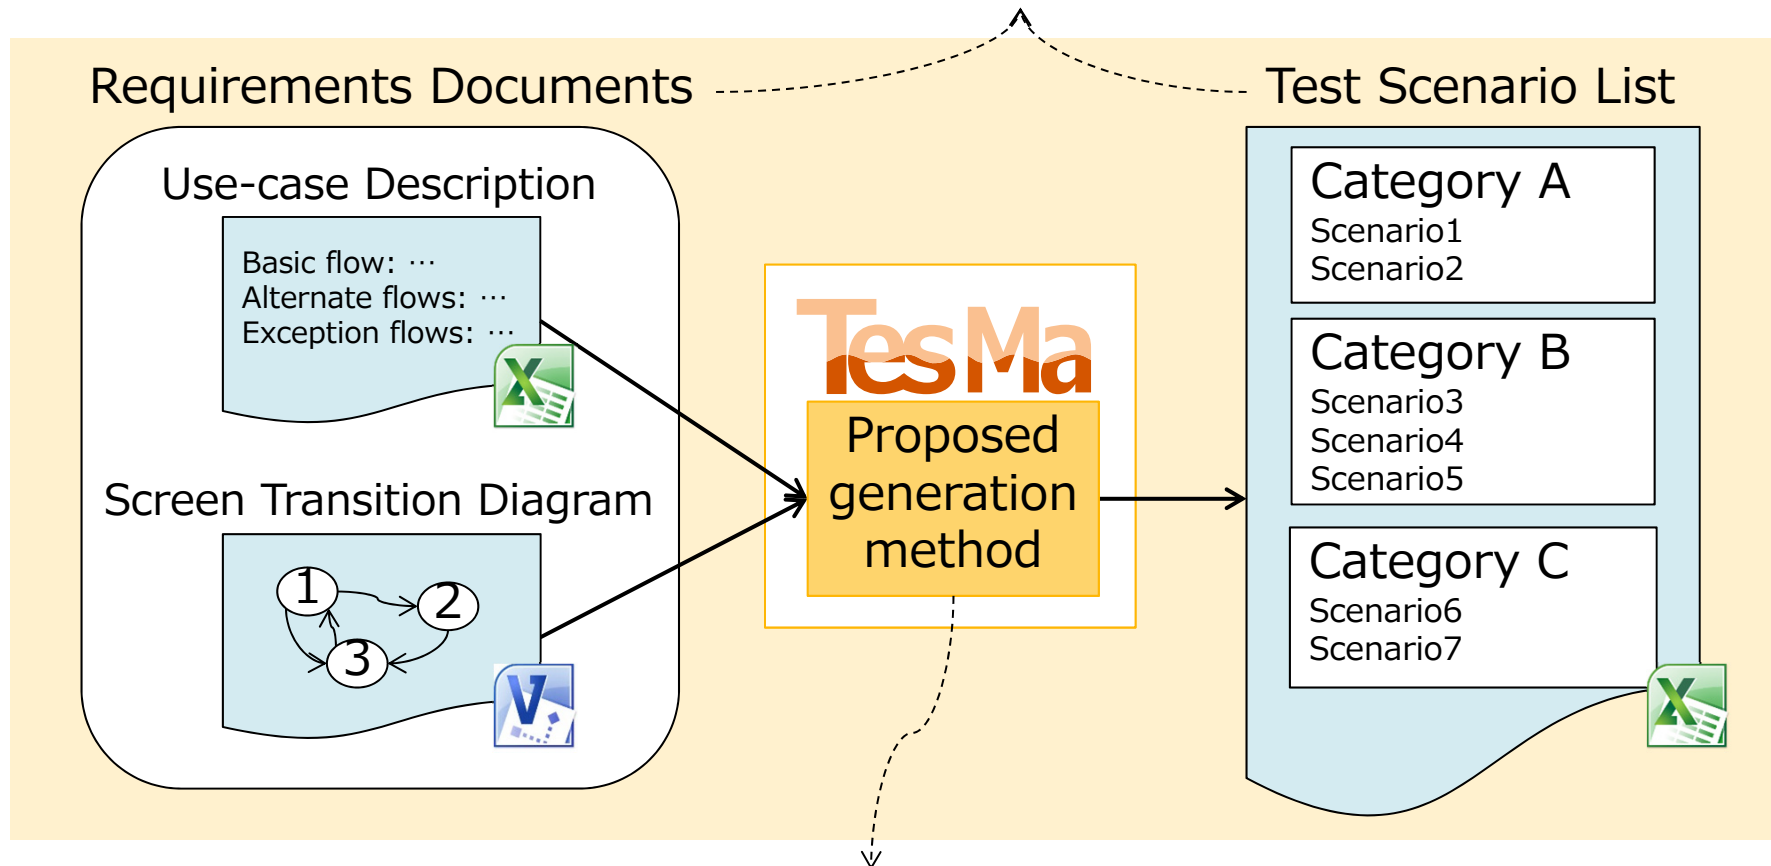 Requirements Documents
Use-case Description
Basic flow: …
Alternate flows: …
Exception flows: …
X
Screen Transition Diagram
1
2
3
V
TesMa
Proposed
generation
method
Test Scenario List
Category A
Scenario1
Scenario2
Category B
Scenario3
Scenario4
Scenario5
Category C
Scenario6
Scenario7
X